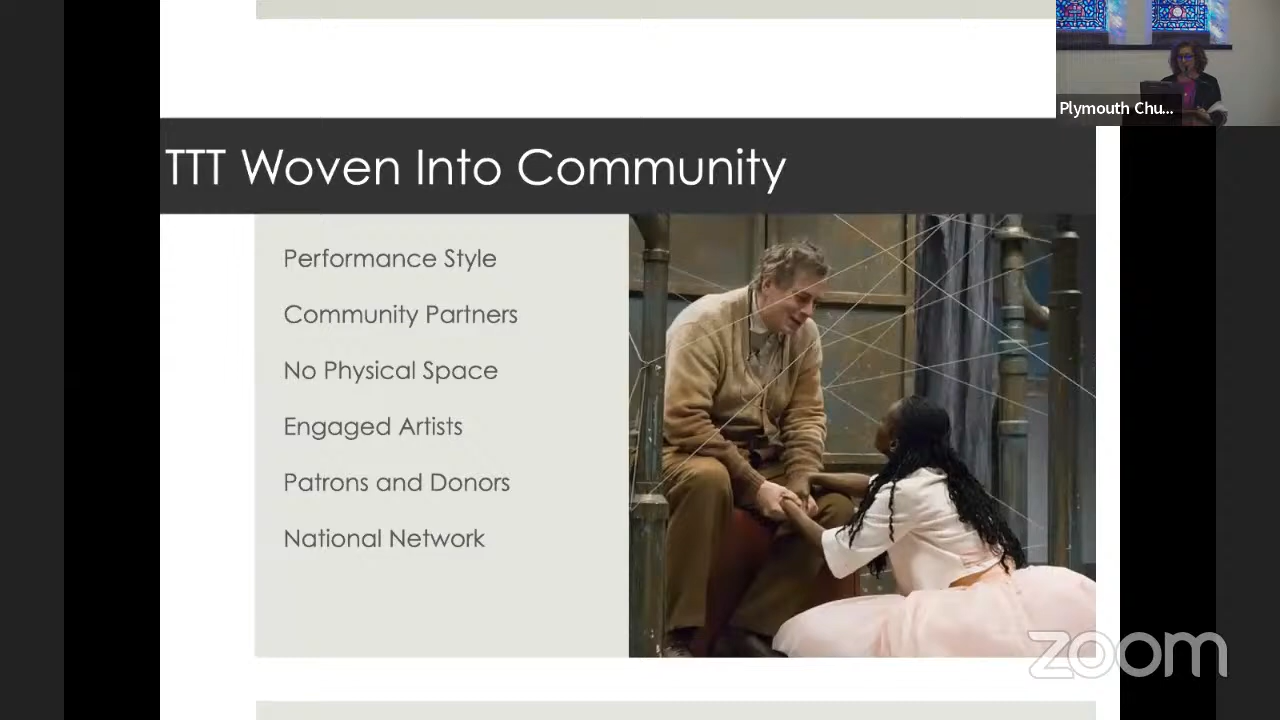 Plymouth Chu...
TTT Woven Into Community
Performance Style
Community Partners
No Physical Space
Engaged Artists
Patrons and Donors
National Network
zoom